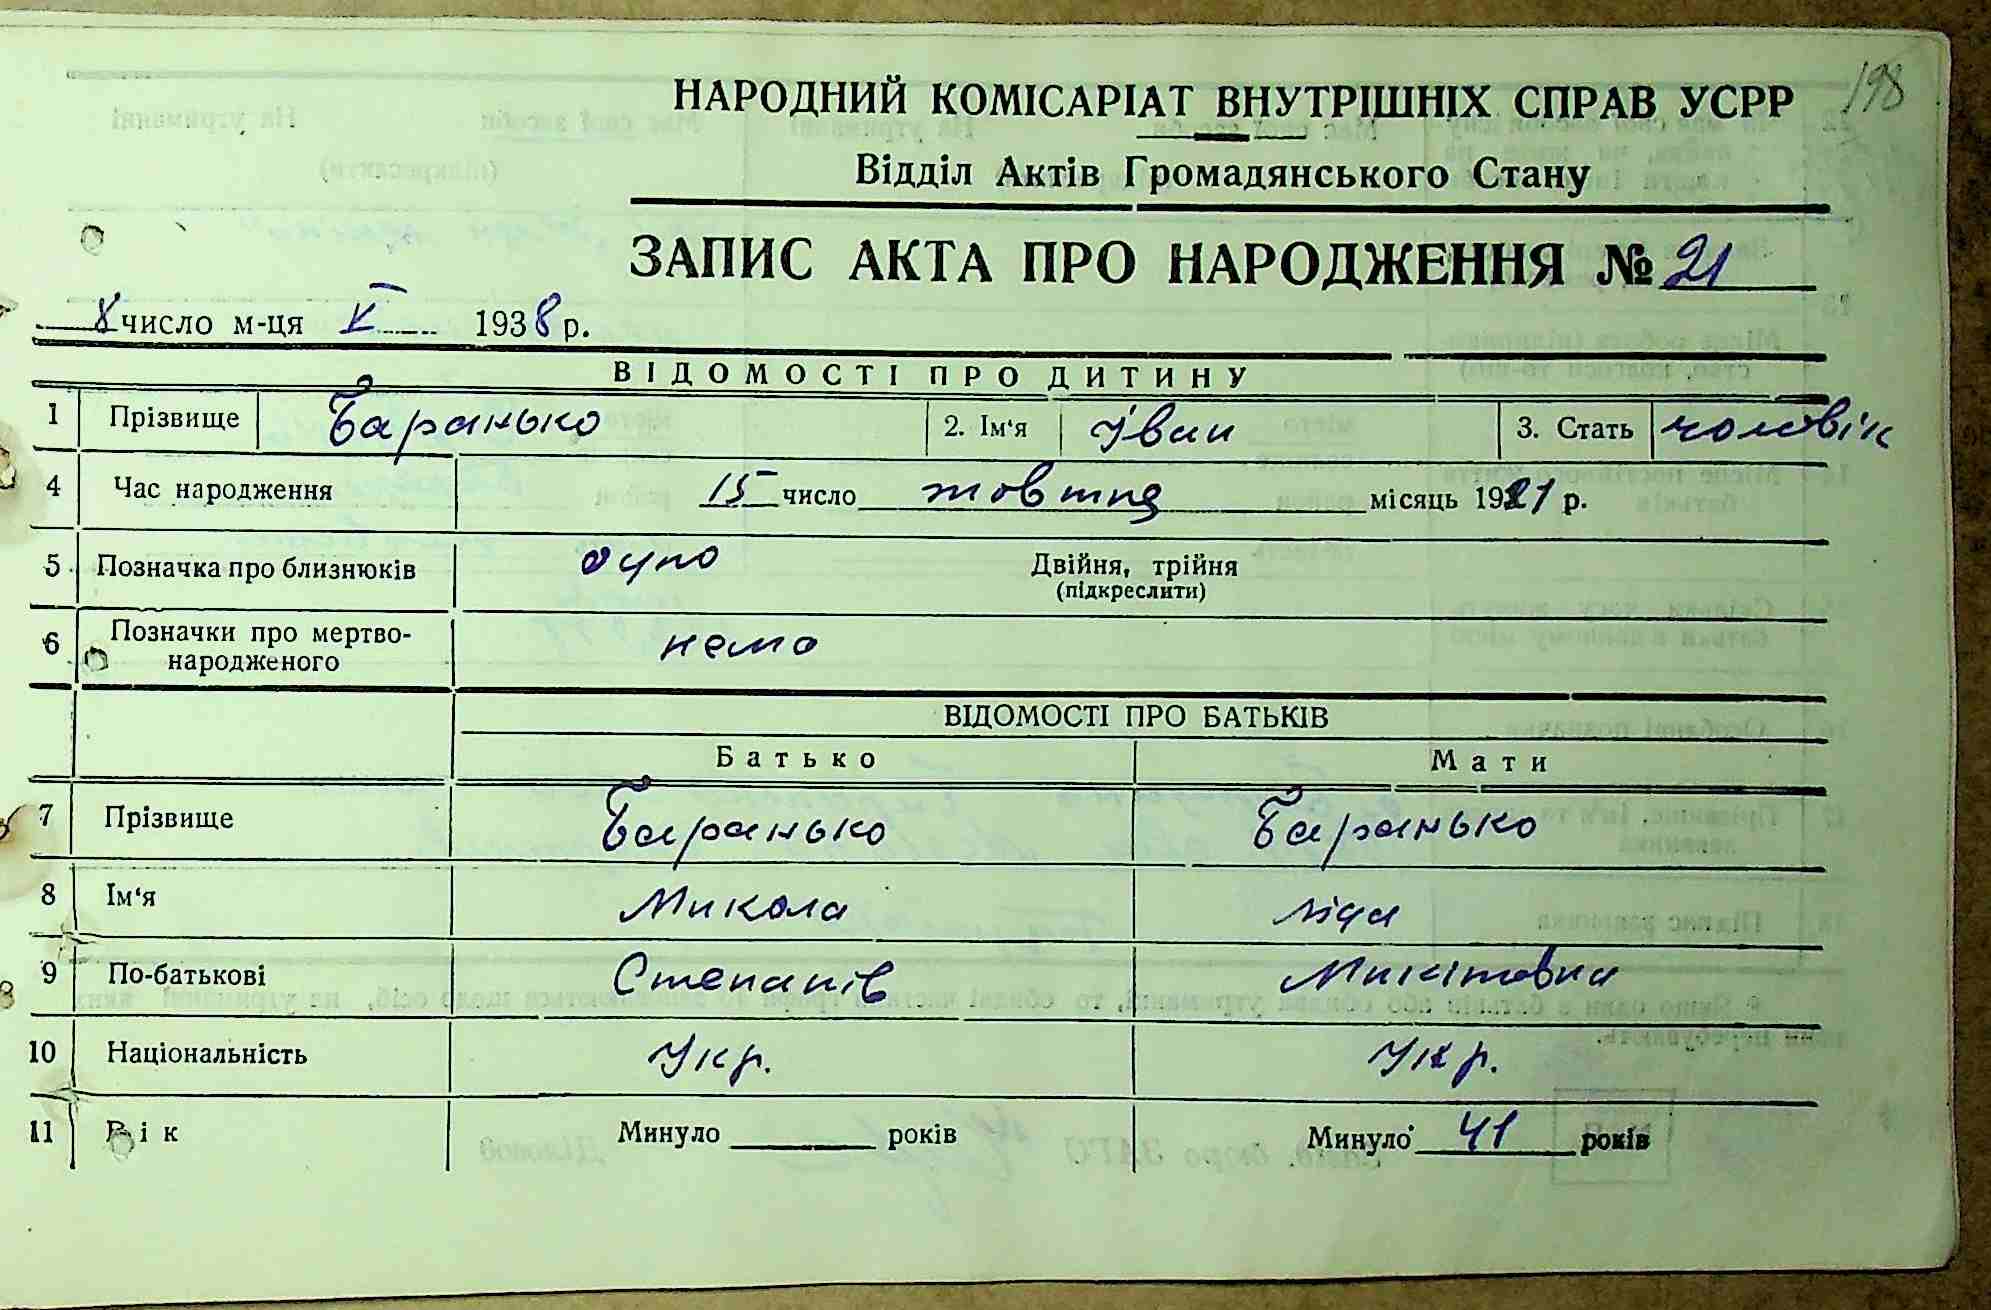 198
НАРОДНИЙ КОМІСАРІАТ ВНУТРІШНІХ СПРАВ УСРР
Відділ Актів Громадянського Стану
ЗАПИС АКТА ПРО НАРОДЖЕННЯ № 21
8 число м-ця V 1938 р.
ВІДОМОСТІ ПРО ДИТИНУ
1 Прізвище Баранько 2. Ім'я Іван 3. Стать чоловік
4 Час народження 15 число жовтня місяць 1921 р.
5 Позначка про близнюків Двійня, трійня
(підкреслити)
6 Позначки про мертво-
народженого нема
ВІДОМОСТІ ПРО БАТЬКІВ
Батько Мати
7 Прізвище Баранько Баранько
8 Ім'я Микола Ліда
9 По-батькові Степанів Микітовна
10 Національність Укр. Укр.
11 Вік Минуло років Минуло 41 років